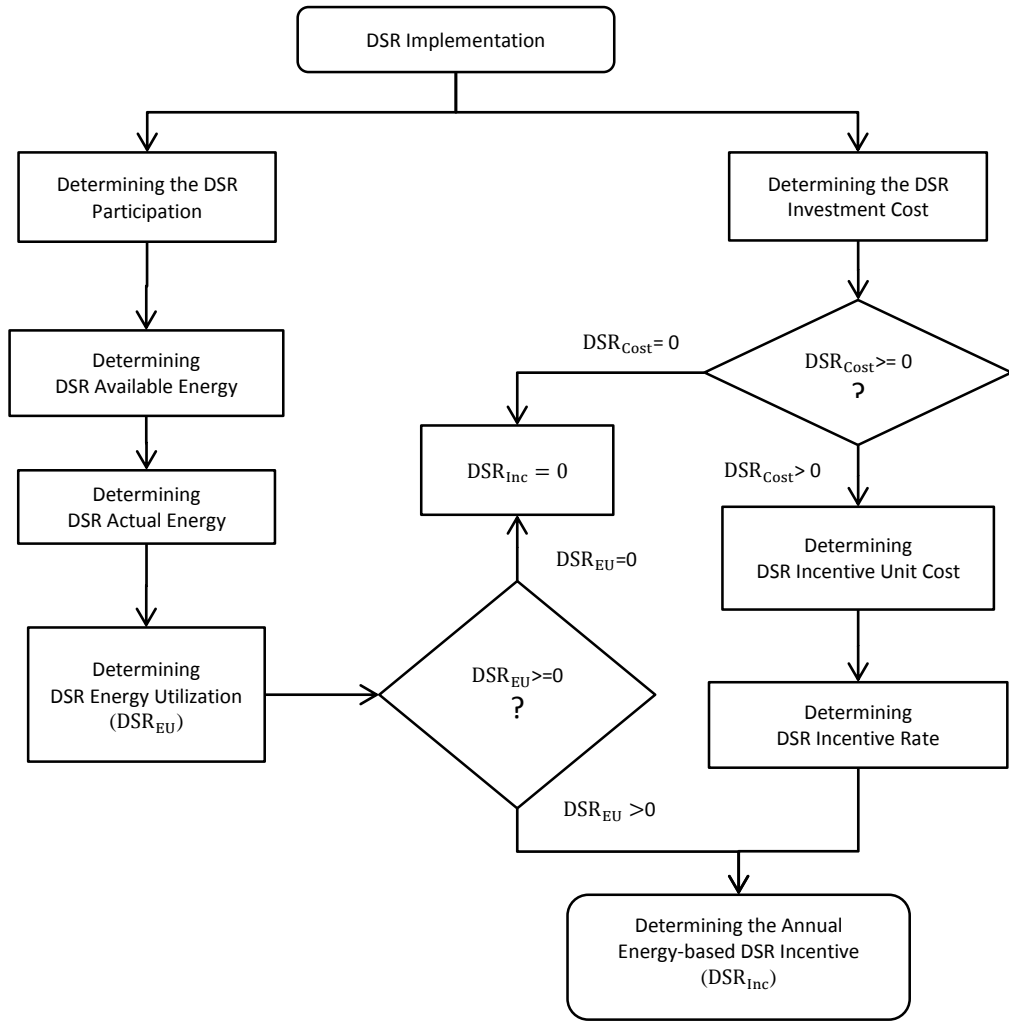 DSR Implementation
Determining the DSR
Participation
Determining the DSR
Investment Cost
Determining
DSR Available Energy
DSR_Cost= 0
DSR_Cost>= 0
?
DSR_Inc = 0
DSR_Cost> 0
Determining
DSR Actual Energy
Determining
DSR Incentive Unit Cost
DSR_EU=0
Determining
DSR Energy Utilization
(DSR_EU)
DSR_EU>=0
?
Determining
DSR Incentive Rate
DSR_EU >0
Determining the Annual
Energy-based DSR Incentive
(DSR_Inc)